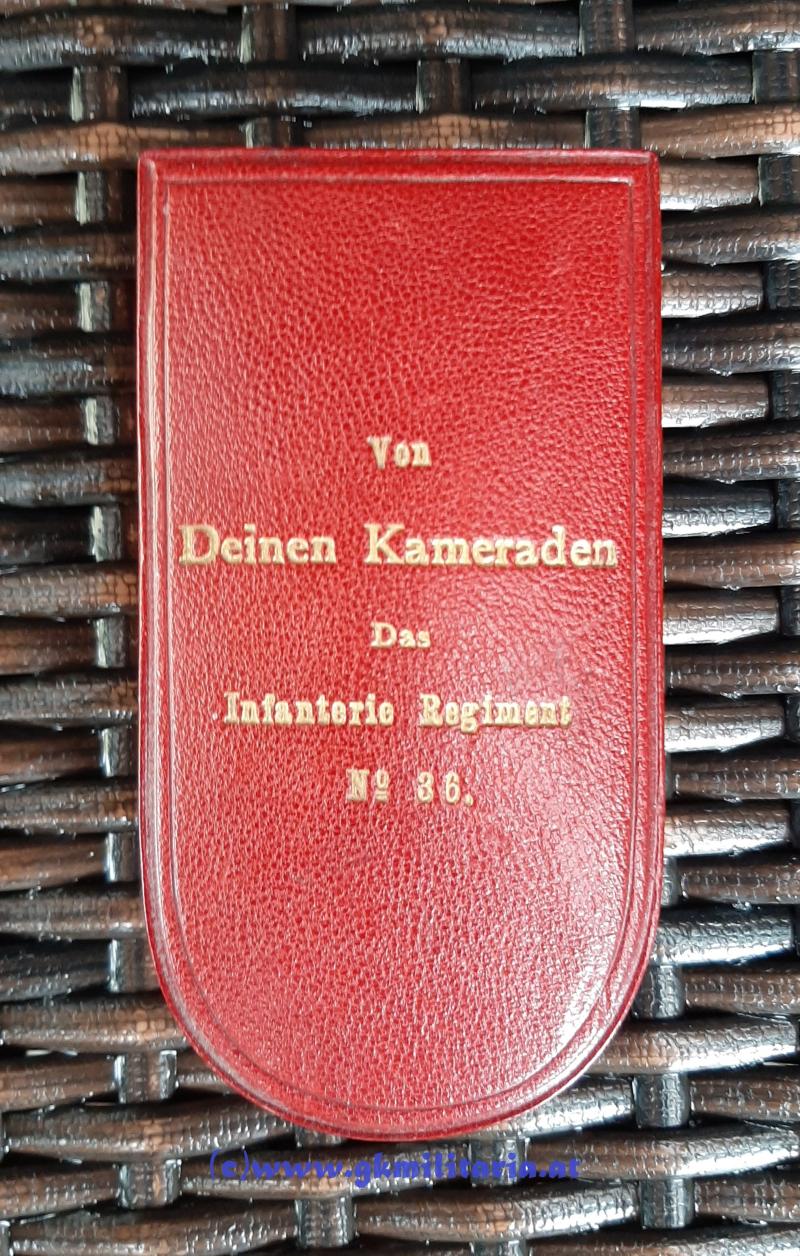 Von
Deinen Kameraden
Das
Infanterie Regiment
Nº 36.
(c)www.gkmilitaria.at